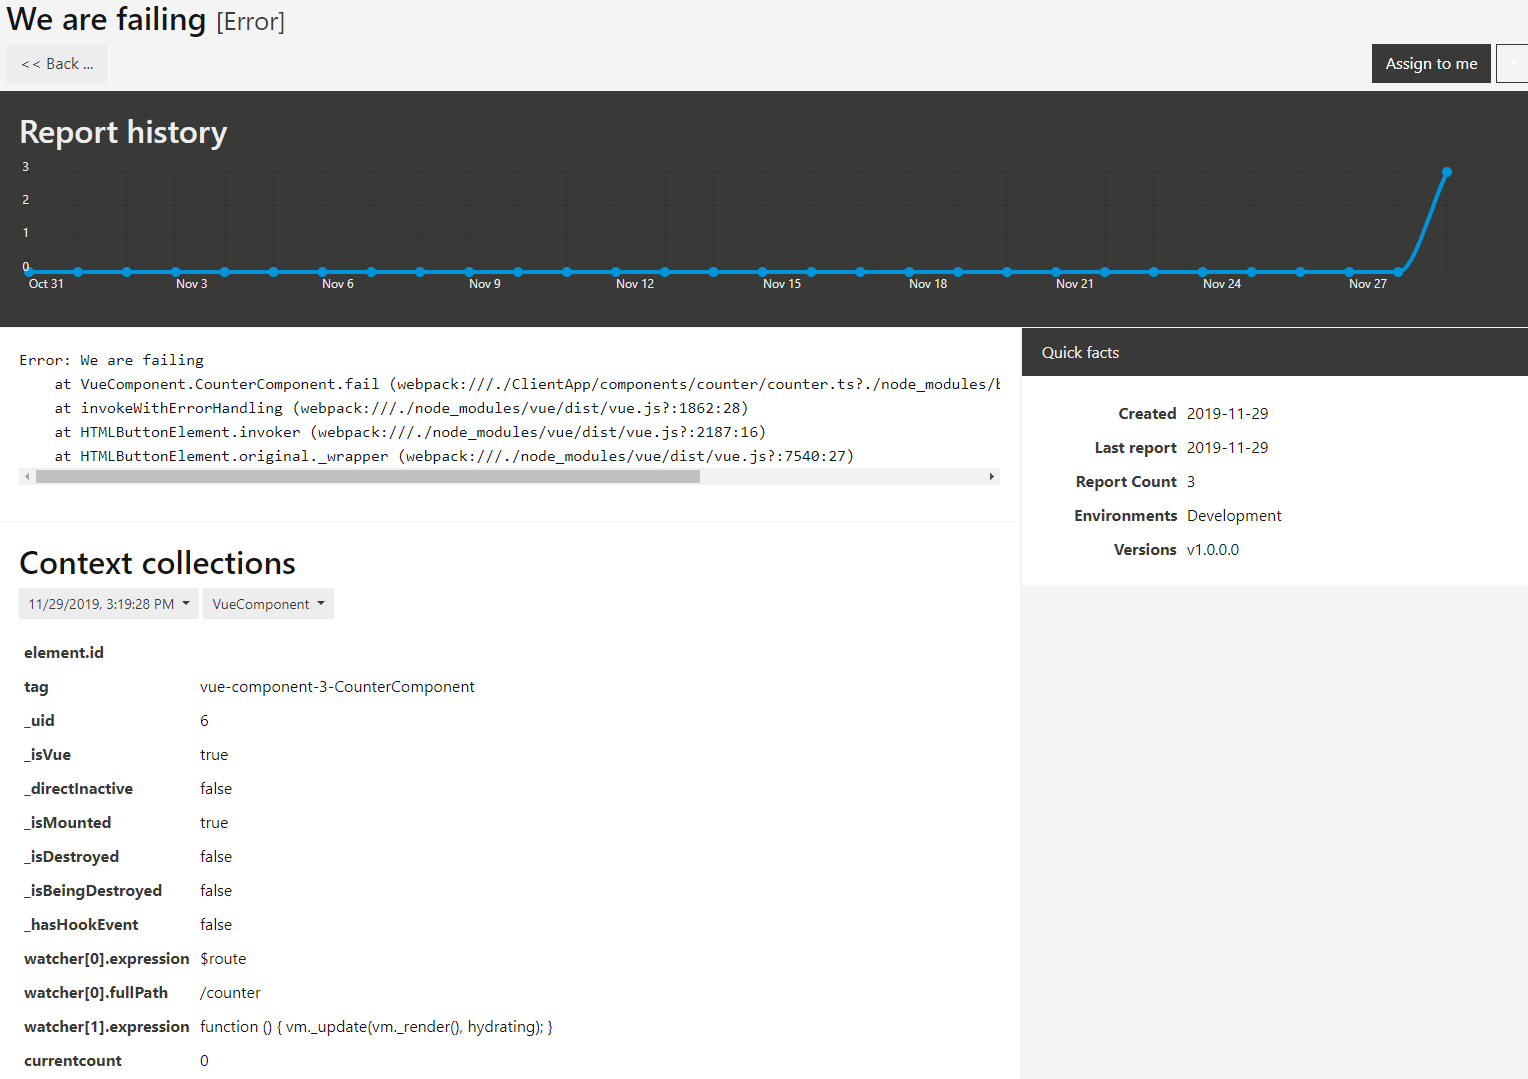 We are failing [Error]
<< Back ...
Assign to me
Report history
3
2
1
0
Oct 31 Nov 3 Nov 6 Nov 9 Nov 12 Nov 15 Nov 18 Nov 21 Nov 24 Nov 27
Error: We are failing
at VueComponent.CounterComponent.fail (webpack:///./ClientApp/components/counter/counter.ts?./node_modules/
at invokeWithErrorHandling (webpack:///./node_modules/vue/dist/vue.js?:1862:28)
at HTMLButtonElement.invoker (webpack:///./node_modules/vue/dist/vue.js?:2187:16)
at HTMLButtonElement.original._wrapper (webpack:///./node_modules/vue/dist/vue.js?:7540:27)
Quick facts
Created 2019-11-29
Last report 2019-11-29
Report Count 3
Environments Development
Versions v1.0.0.0
Context collections
11/29/2019, 3:19:28 PM VueComponent
element.id
tag vue-component-3-CounterComponent
_uid 6
_isVue true
_directInactive false
_isMounted true
_isDestroyed false
_isBeingDestroyed false
_hasHookEvent false
watcher[0].expression $route
watcher[0].fullPath /counter
watcher[1].expression function () { vm._update(vm._render(), hydrating); }
currentcount 0